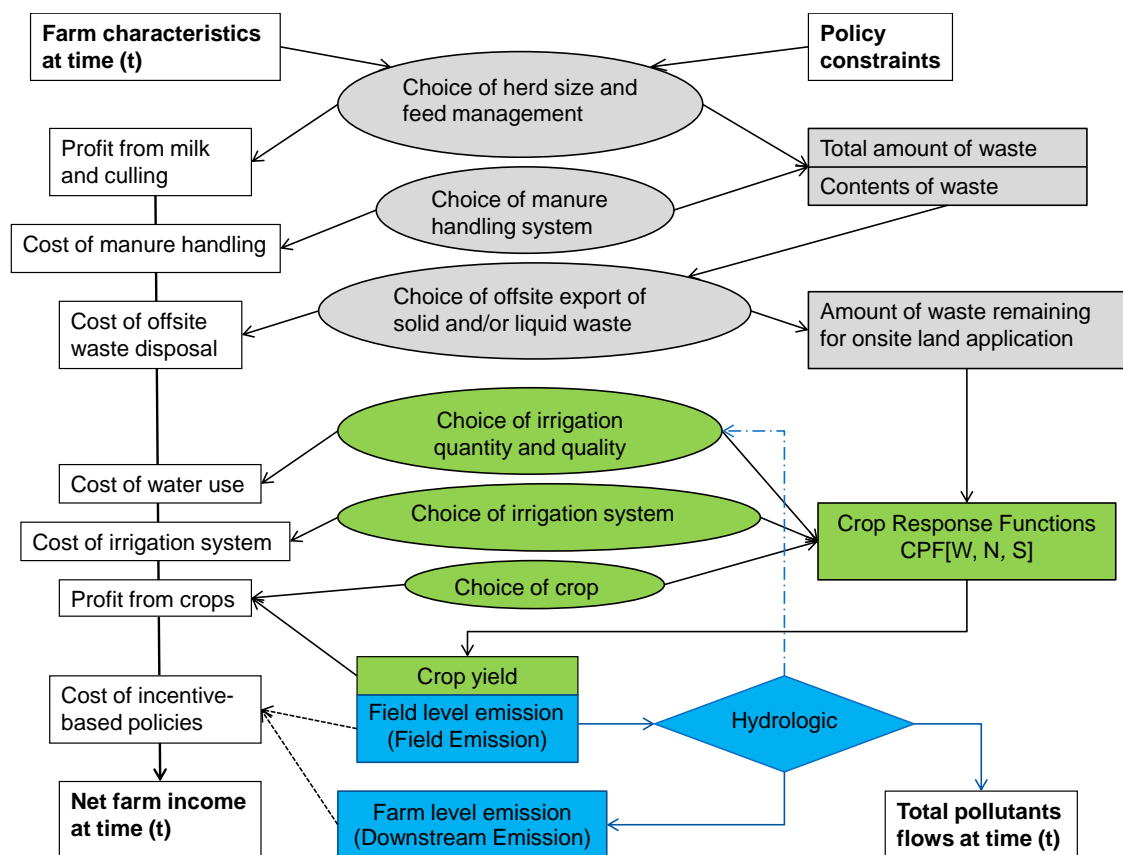 Farm characteristics
at time (t)
Policy
constraints
Choice of herd size and
feed management
Profit from milk
and culling
Total amount of waste
Contents of waste
Choice of manure
handling system
Cost of manure handling
Choice of offsite export of
solid and/or liquid waste
Cost of offsite
waste disposal
Amount of waste remaining
for onsite land application
Choice of irrigation
quantity and quality
Cost of water use
Choice of irrigation system
Cost of irrigation system
Crop Response Functions
CPF[W, N, S]
Choice of crop
Profit from crops
Crop yield
Cost of incentive-
based policies
Field level emission
(Field Emission)
Hydrologic
Net farm income
at time (t)
Farm level emission
(Downstream Emission)
Total pollutants
flows at time (t)